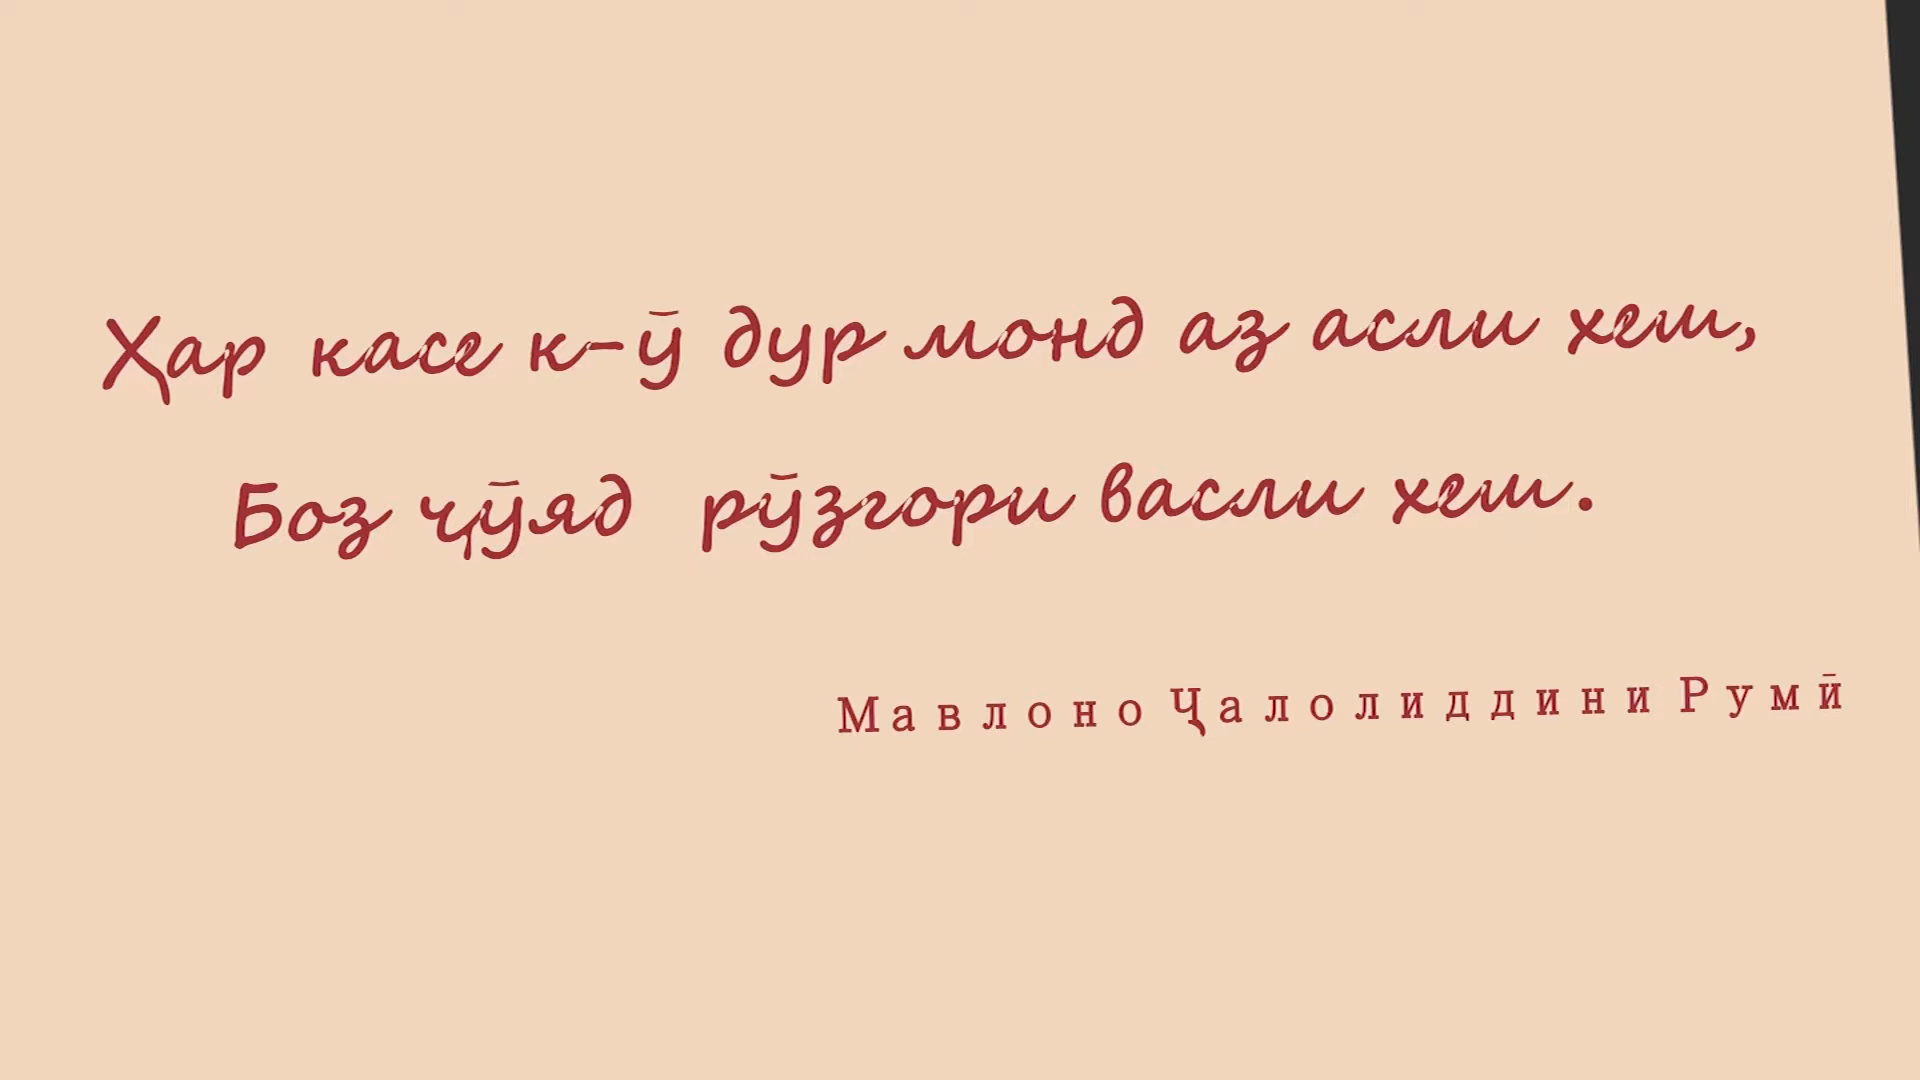 Ҳар касе к-ӯ дур монд аз асли хеш,
Боз ҷӯяд рӯзгори васли хеш.
Мавлоно Ҷалолиддини Румӣ